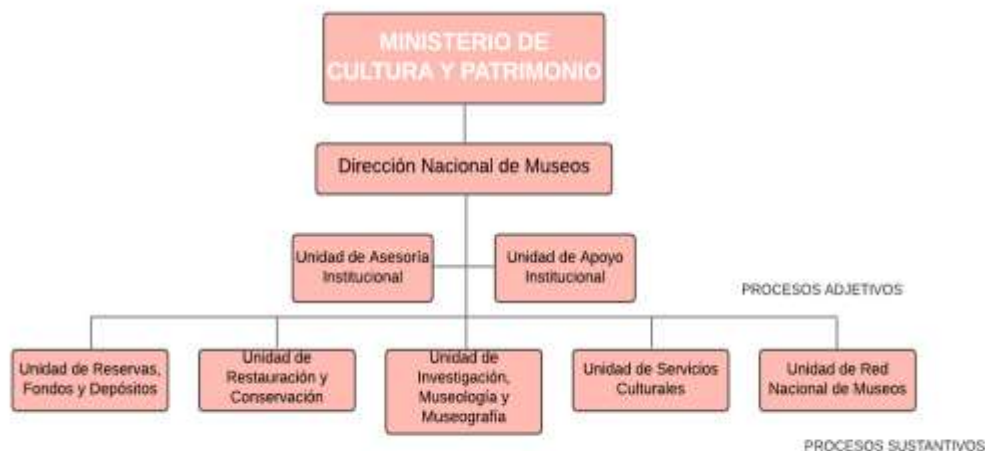 MINISTERIO DE
CULTURA Y PATRIMONIO
Dirección Nacional de Museos
Unidad de Asesoría
Institucional
Unidad de Apoyo
Institucional
PROCESOS ADJETIVOS
Unidad de Reservas,
Fondos y Depósitos
Unidad de
Restauración y
Conservación
Unidad de
Investigación,
Museología y
Museografía
Unidad de Servicios
Culturales
Unidad de Red
Nacional de Museos
PROCESOS SUSTANTIVOS